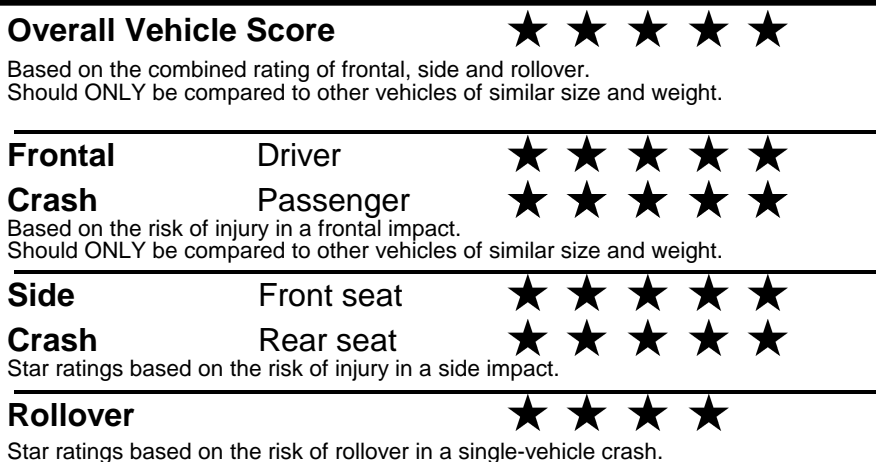 Overall Vehicle Score ★ ★ ★ ★ ★
Based on the combined rating of frontal, side and rollover.
Should ONLY be compared to other vehicles of similar size and weight.
Frontal Driver ★ ★ ★ ★ ★
Crash Passenger ★ ★ ★ ★ ★
Based on the risk of injury in a frontal impact.
Should ONLY be compared to other vehicles of similar size and weight.
Side Front seat ★ ★ ★ ★ ★
Crash Rear seat ★ ★ ★ ★ ★
Star ratings based on the risk of injury in a side impact.
Rollover ★ ★ ★ ★
Star ratings based on the risk of rollover in a single-vehicle crash.